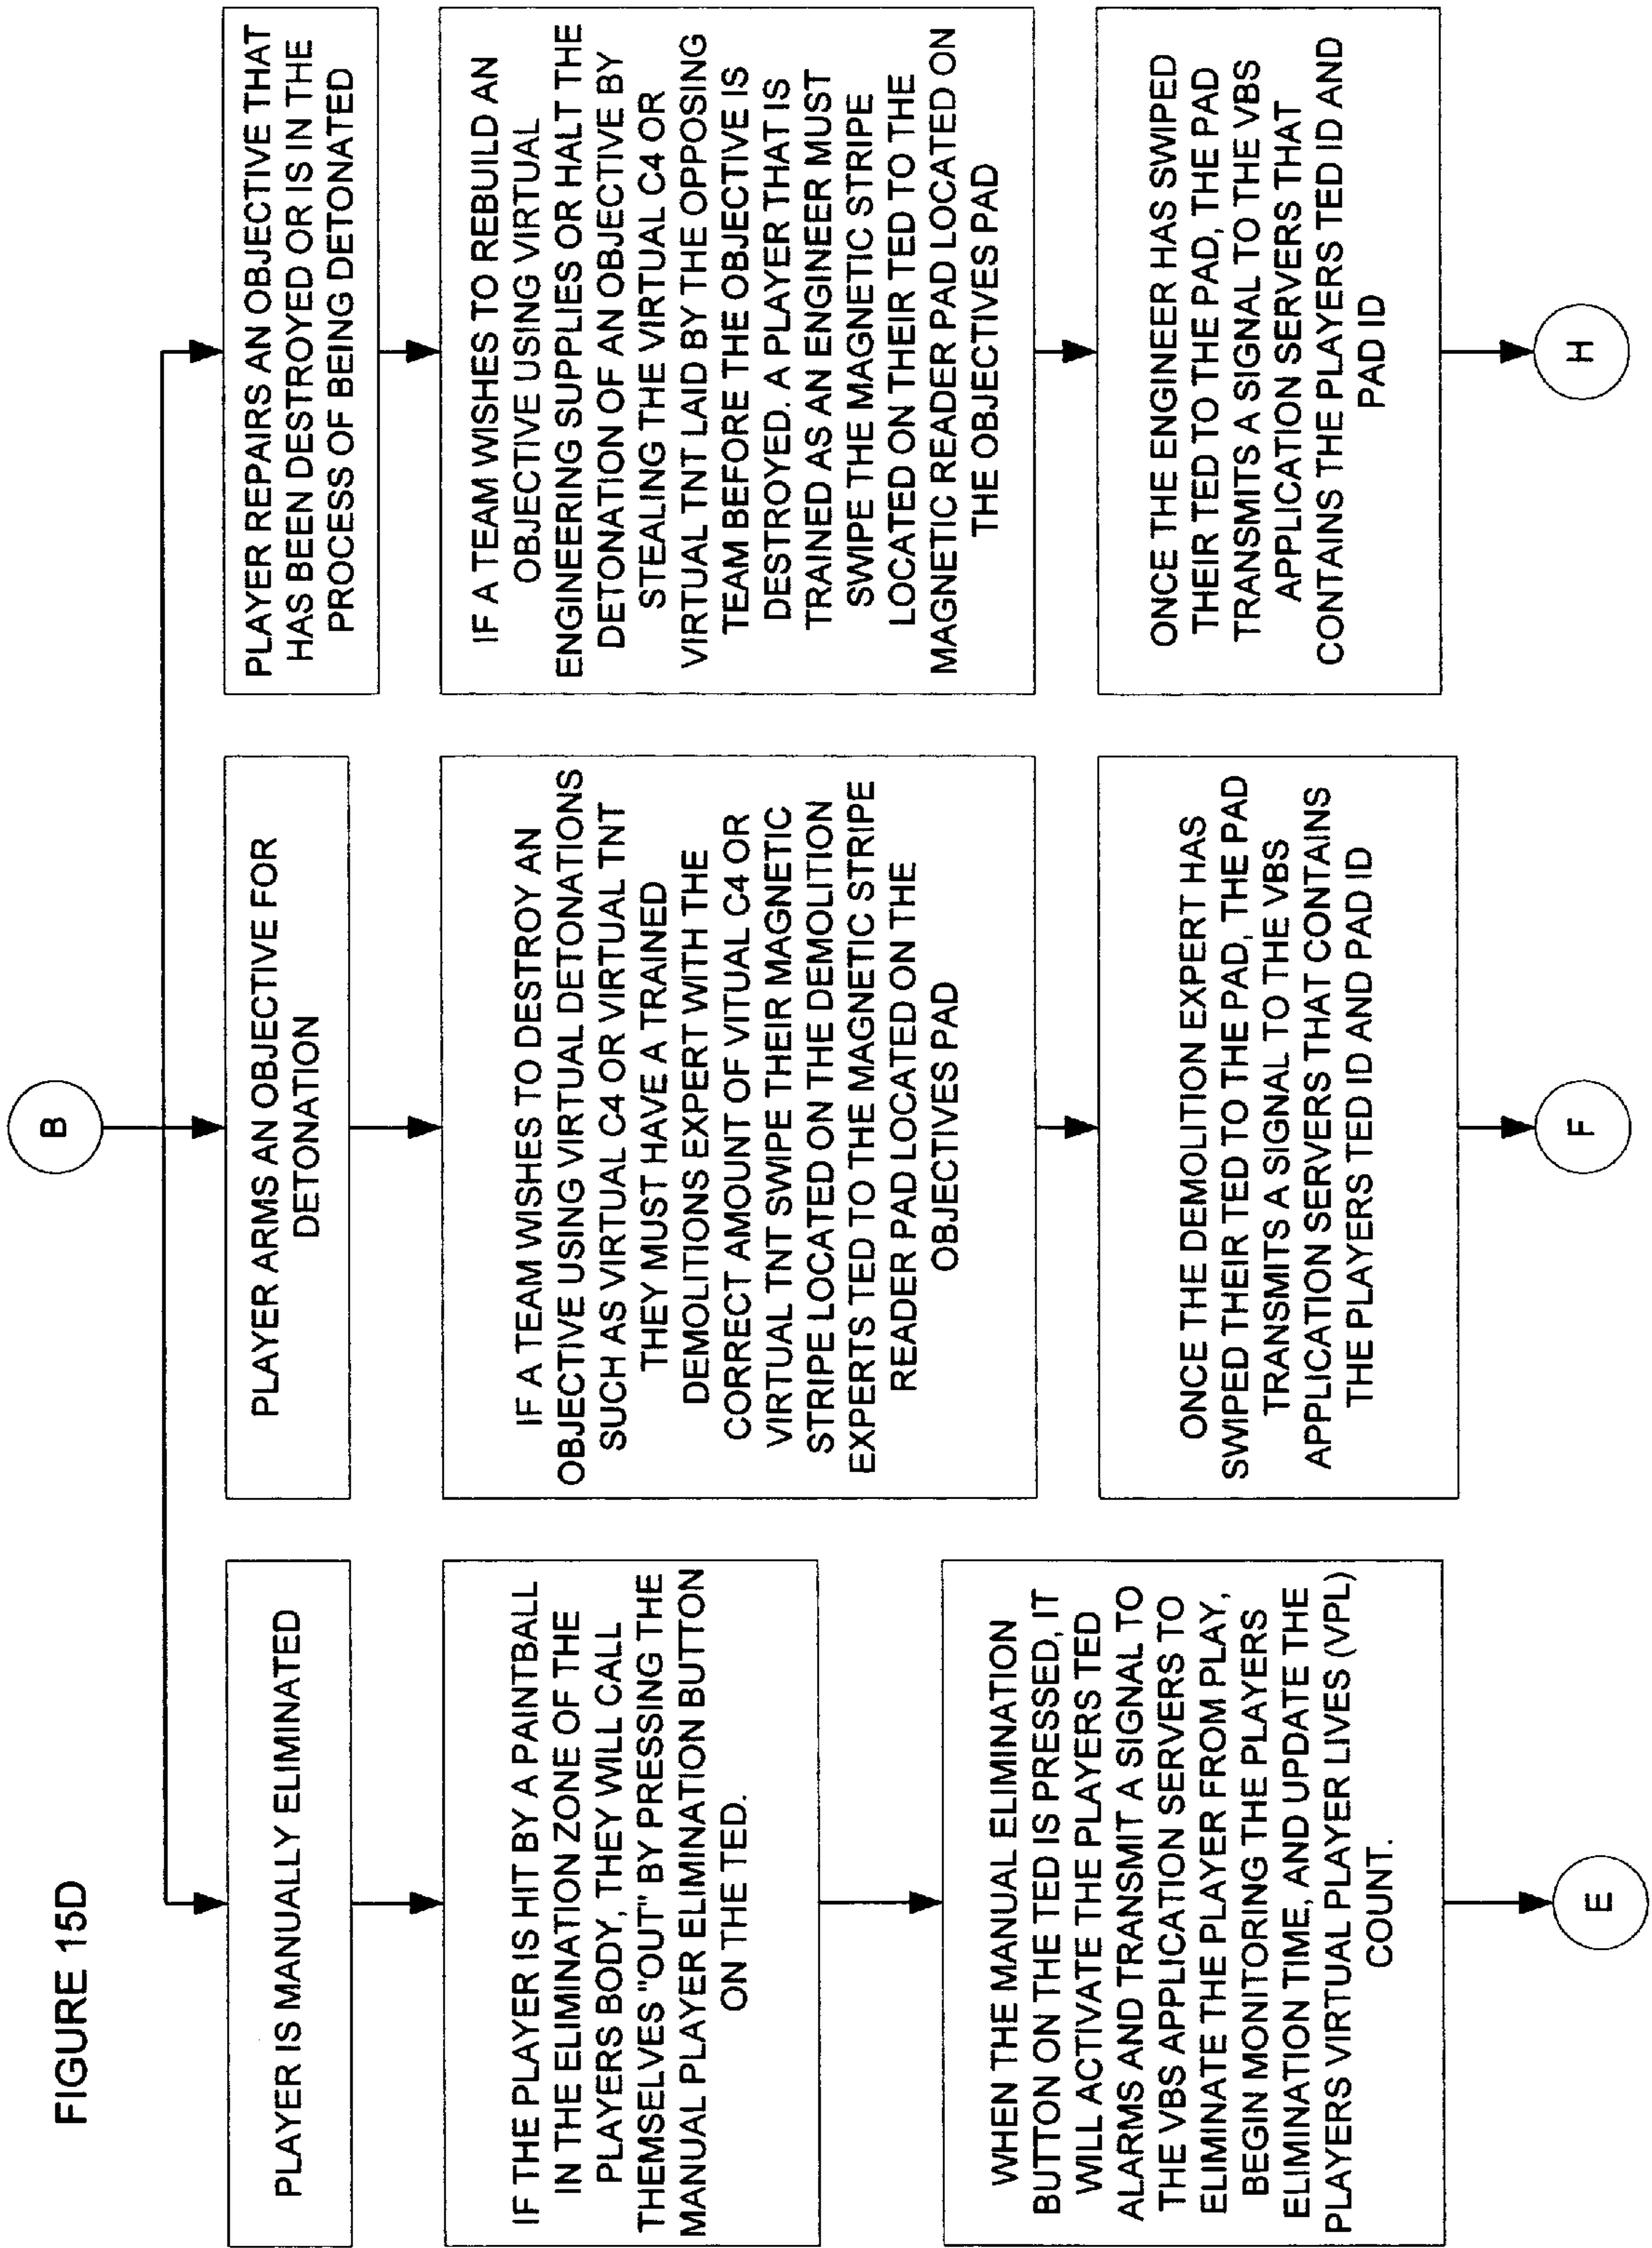 FIGURE 15D
B
PLAYER IS MANUALLY ELIMINATED
IF THE PLAYER IS HIT BY A PAINTBALL
IN THE ELIMINATION ZONE OF THE
PLAYERS BODY, THEY WILL CALL
THEMSELVES "OUT" BY PRESSING THE
MANUAL PLAYER ELIMINATION BUTTON
ON THE TED.
WHEN THE MANUAL ELIMINATION
BUTTON ON THE TED IS PRESSED, IT
WILL ACTIVATE THE PLAYERS TED
ALARMS AND TRANSMIT A SIGNAL TO
THE VBS APPLICATION SERVERS TO
ELIMINATE THE PLAYER FROM PLAY,
BEGIN MONITORING THE PLAYERS
ELIMINATION TIME, AND UPDATE THE
PLAYERS VIRTUAL PLAYER LIVES (VPL)
COUNT.
E
PLAYER ARMS AN OBJECTIVE FOR
DETONATION
IF A TEAM WISHES TO DESTROY AN
OBJECTIVE USING VIRTUAL DETONATIONS
SUCH AS VIRTUAL C4 OR VIRTUAL TNT
THEY MUST HAVE A TRAINED
DEMOLITIONS EXPERT WITH THE
CORRECT AMOUNT OF VITUAL C4 OR
VIRTUAL TNT SWIPE THEIR MAGNETIC
STRIPE LOCATED ON THE DEMOLITION
EXPERTS TED TO THE MAGNETIC STRIPE
READER PAD LOCATED ON THE
OBJECTIVES PAD
ONCE THE DEMOLITION EXPERT HAS
SWIPED THEIR TED TO THE PAD, THE PAD
TRANSMITS A SIGNAL TO THE VBS
APPLICATION SERVERS THAT CONTAINS
THE PLAYERS TED ID AND PAD ID
F
PLAYER REPAIRS AN OBJECTIVE THAT
HAS BEEN DESTROYED OR IS IN THE
PROCESS OF BEING DETONATED
IF A TEAM WISHES TO REBUILD AN
OBJECTIVE USING VIRTUAL
ENGINEERING SUPPLIES OR HALT THE
DETONATION OF AN OBJECTIVE BY
STEALING THE VIRTUAL C4 OR
VIRTUAL TNT LAID BY THE OPPOSING
TEAM BEFORE THE OBJECTIVE IS
DESTROYED. A PLAYER THAT IS
TRAINED AS AN ENGINEER MUST
SWIPE THE MAGNETIC STRIPE
LOCATED ON THEIR TED TO THE
MAGNETIC READER PAD LOCATED ON
THE OBJECTIVES PAD
ONCE THE ENGINEER HAS SWIPED
THEIR TED TO THE PAD, THE PAD
TRANSMITS A SIGNAL TO THE VBS
APPLICATION SERVERS THAT
CONTAINS THE PLAYERS TED ID AND
PAD ID
H